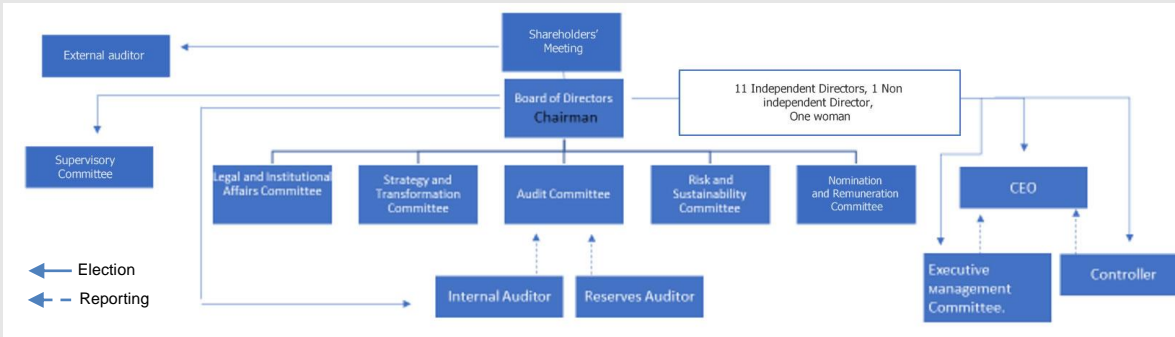 Shareholders'
Meeting
External auditor
Board of Directors
Chairman
11 Independent Directors, 1 Non
independent Director,
One woman
Supervisory
Committee
Legal and Institutional
Affairs Committee
Strategy and
Transformation
Committee
Audit Committee
Risk and
Sustainability
Committee
Nomination
and Remuneration
Committee
CEO
Election
Reporting
Internal Auditor
Reserves Auditor
Executive
management
Committee.
Controller